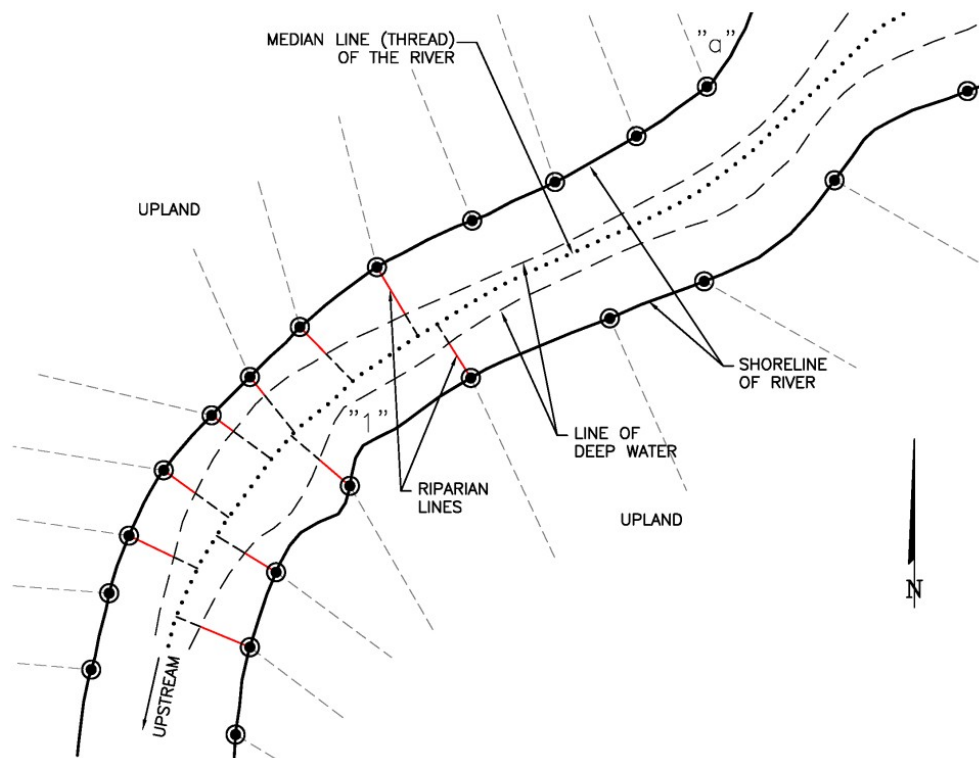 "a"
MEDIAN LINE (THREAD)
OF THE RIVER
UPLAND
SHORELINE
OF RIVER
"1"
LINE OF
DEEP WATER
RIPARIAN
LINES
UPLAND
N
UPSTREAM